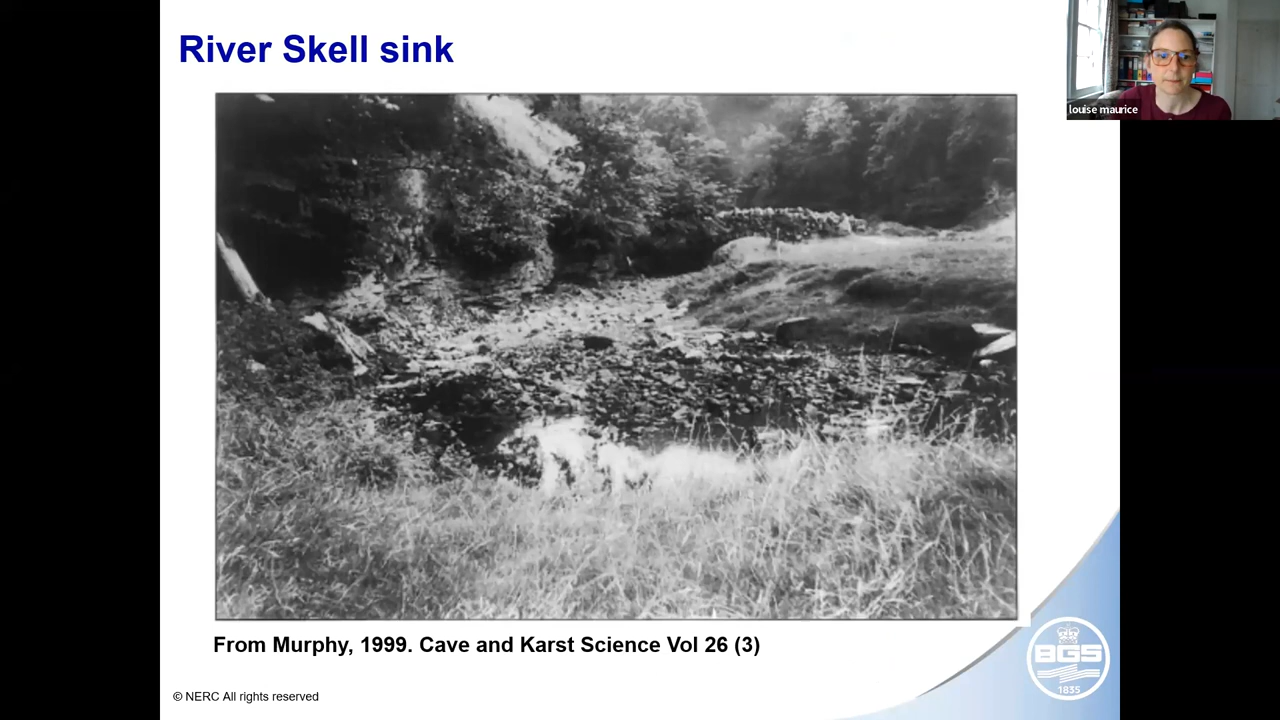 River Skell sink
louise maurice
From Murphy, 1999. Cave and Karst Science Vol 26 (3)
© NERC All rights reserved
BGS
1835